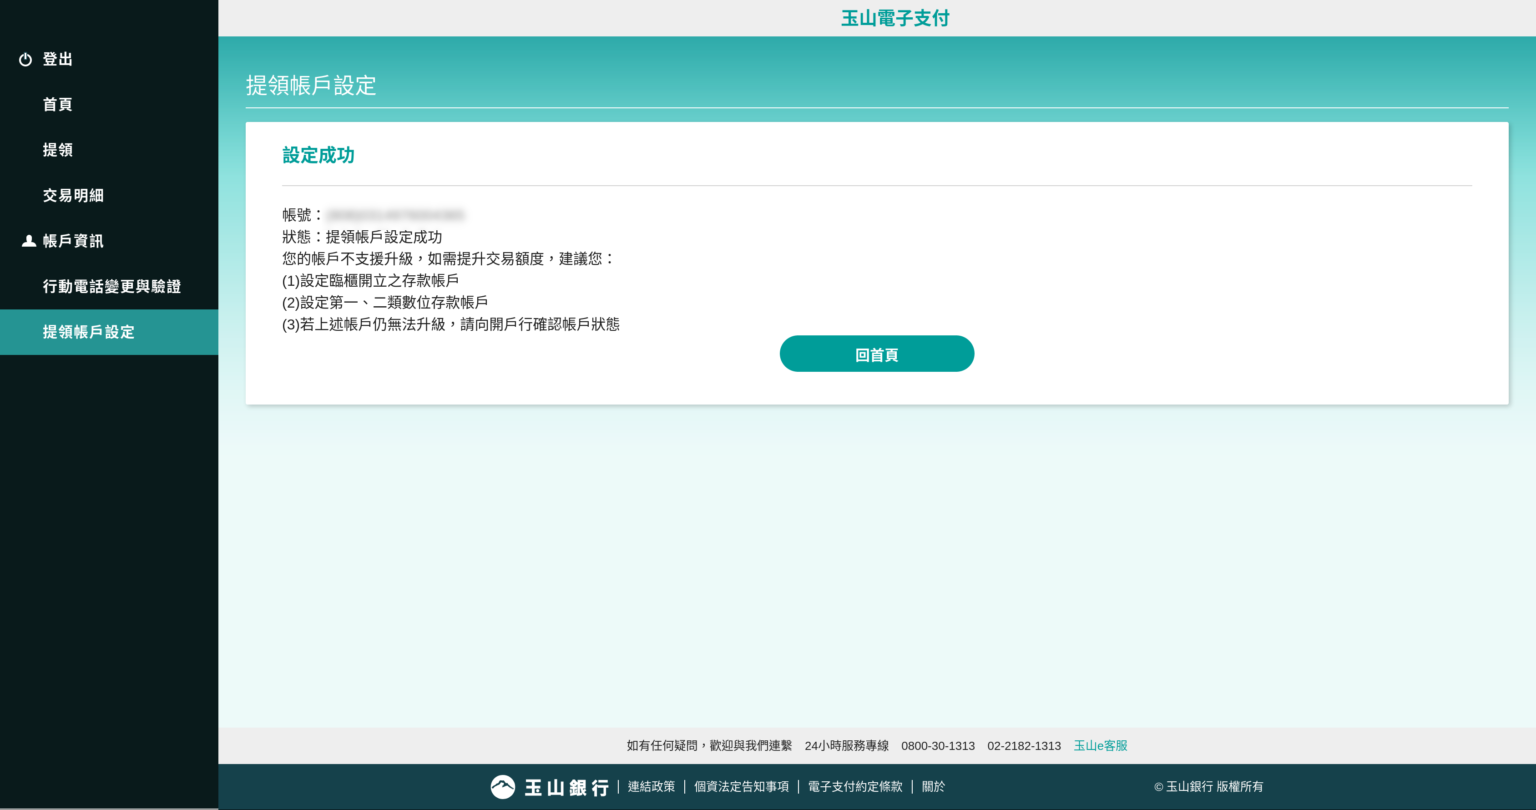 玉山電子支付
登出
首頁
提領
交易明細
帳戶資訊
行動電話變更與驗證
提領帳戶設定
提領帳戶設定
設定成功
帳號：
狀態：提領帳戶設定成功
您的帳戶不支援升級，如需提升交易額度，建議您：
(1)設定臨櫃開立之存款帳戶
(2)設定第一、二類數位存款帳戶
(3)若上述帳戶仍無法升級，請向開戶行確認帳戶狀態
回首頁
如有任何疑問，歡迎與我們連繫 24小時服務專線 0800-30-1313 02-2182-1313 玉山e客服
玉山銀行 | 連結政策 | 個資法定告知事項 | 電子支付約定條款 | 關於 © 玉山銀行 版權所有